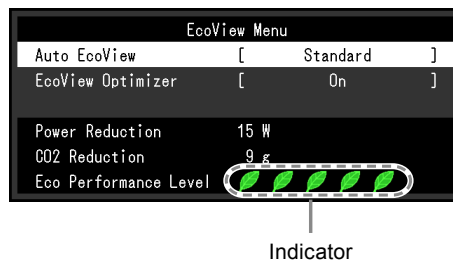 EcoView Menu
Auto EcoView [ Standard ]
EcoView Optimizer [ On ]
Power Reduction 15 W
CO2 Reduction 9 g
Eco Performance Level
Indicator